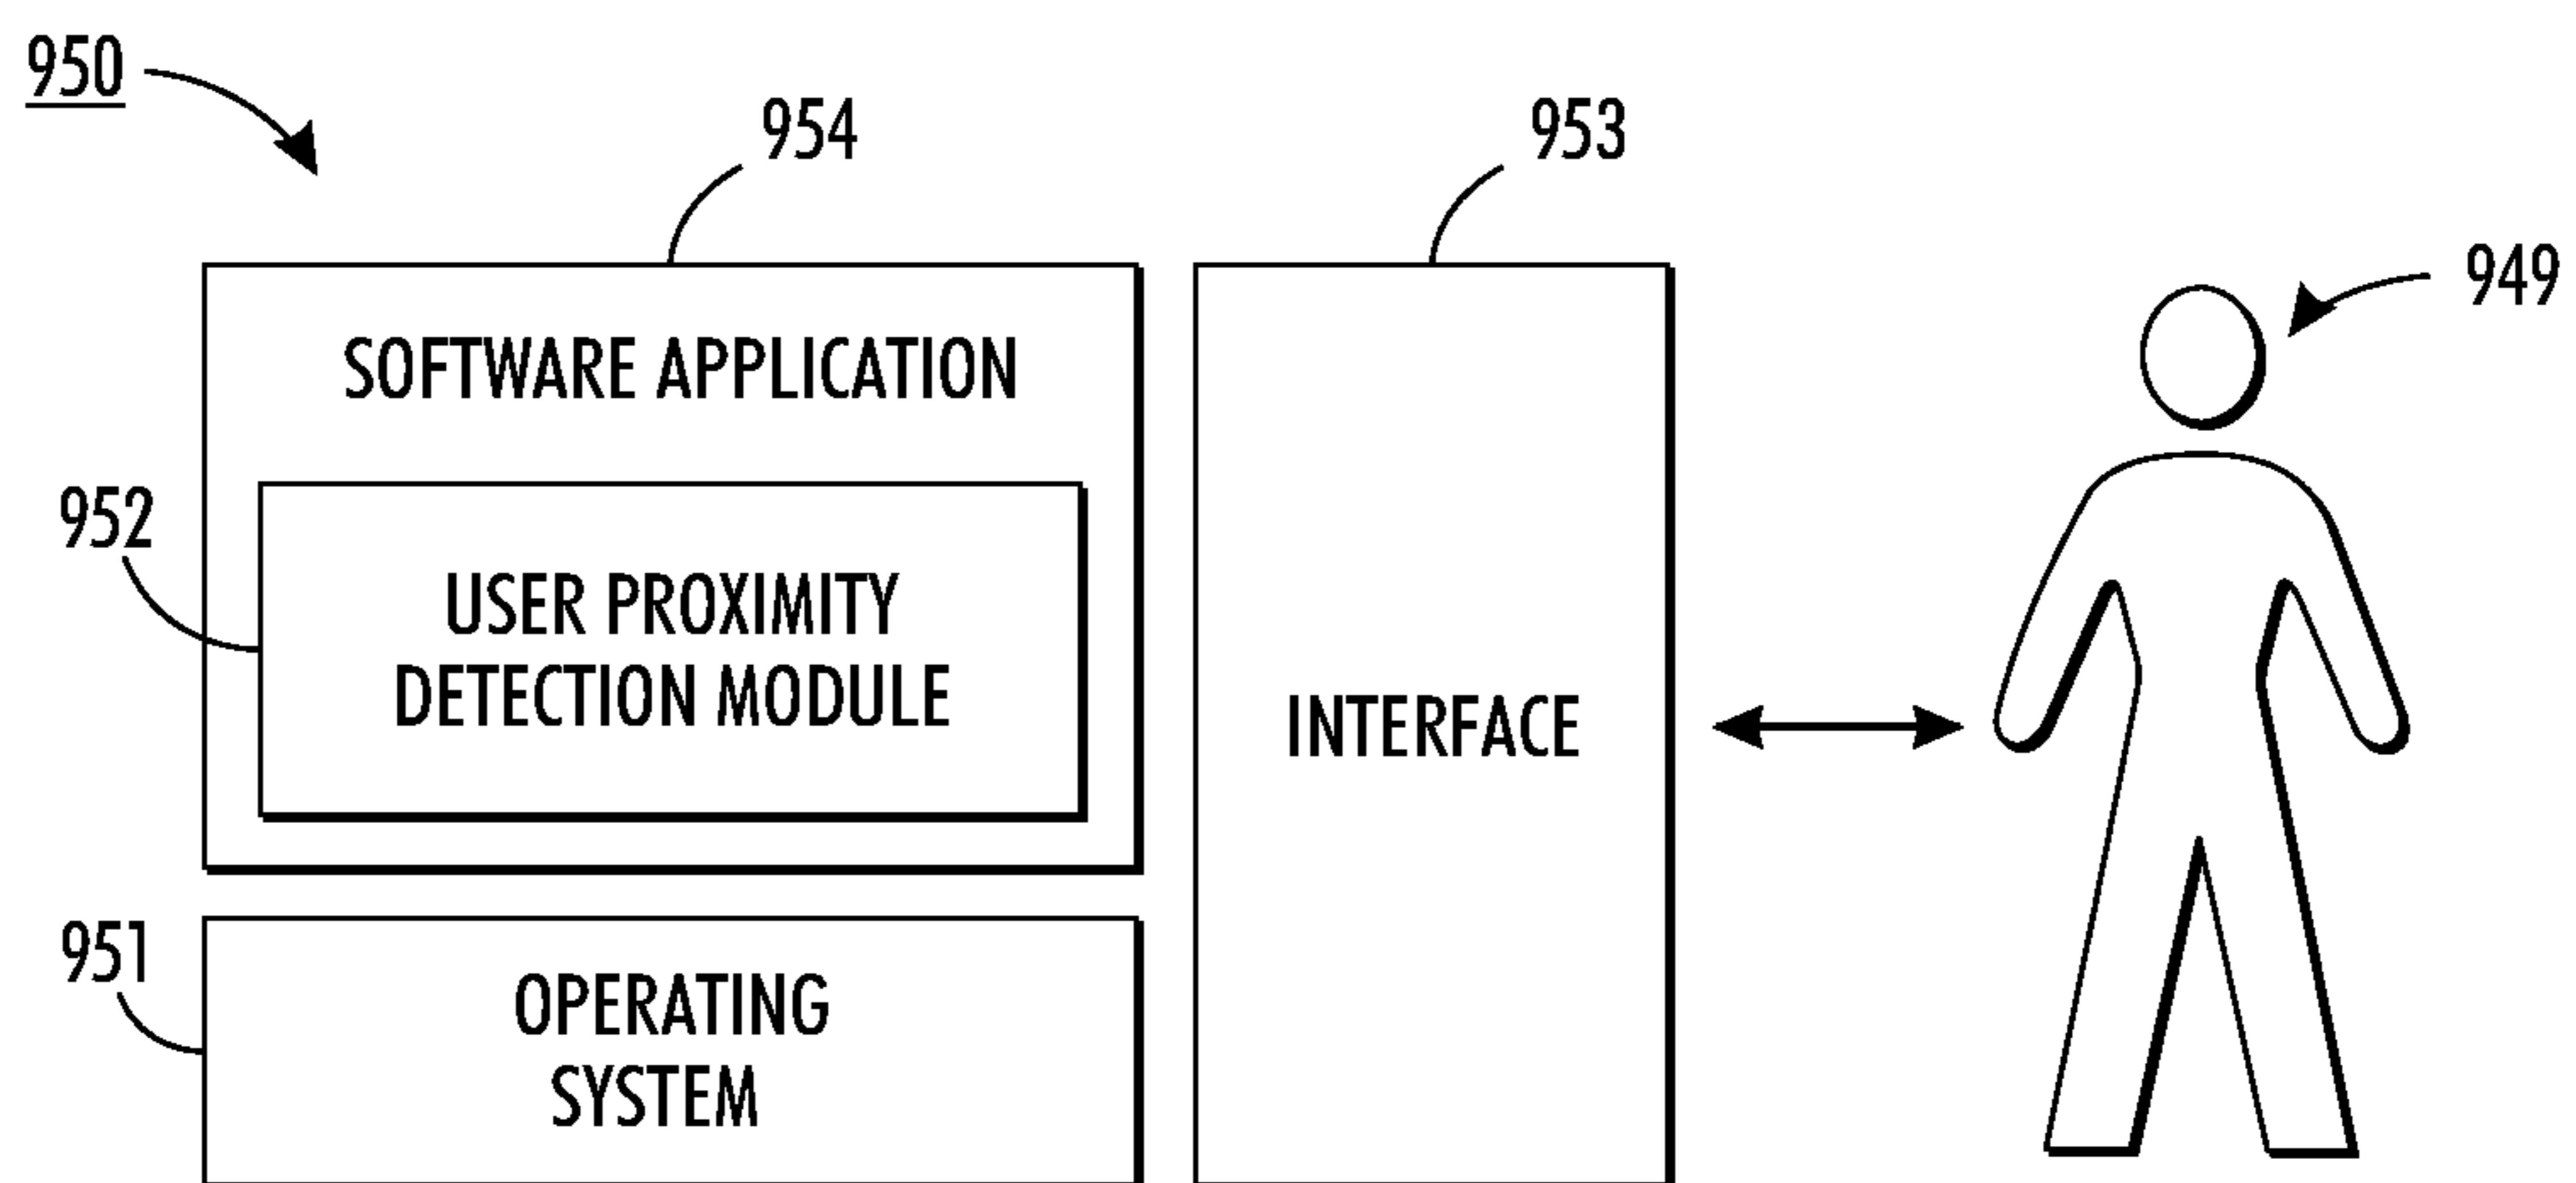 950
954
953
949
SOFTWARE APPLICATION
952
USER PROXIMITY
DETECTION MODULE
INTERFACE
951
OPERATING
SYSTEM